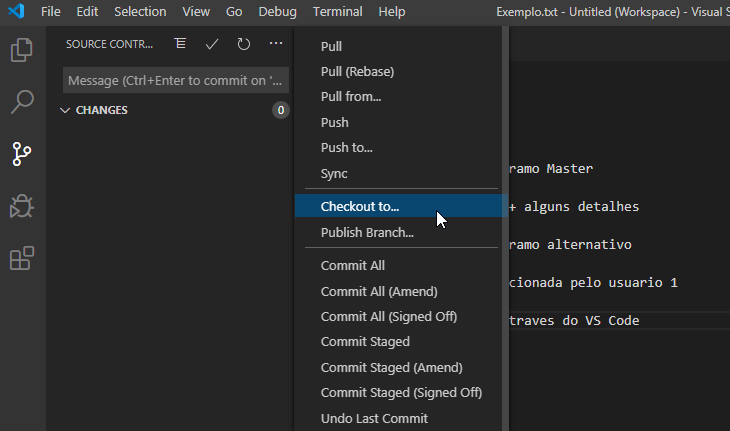 File Edit Selection View Go Debug Terminal Help Exemplo.txt - Untitled (Workspace) - Visual S
SOURCE CONTR...
Message (Ctrl+Enter to commit on '...
CHANGES 0
Pull
Pull (Rebase)
Pull from...
Push
Push to...
Sync
Checkout to...
Publish Branch...
Commit All
Commit All (Amend)
Commit All (Signed Off)
Commit Staged
Commit Staged (Amend)
Commit Staged (Signed Off)
Undo Last Commit
ramo Master
+ alguns detalhes
ramo alternativo
cionada pelo usuario 1
traves do VS Code